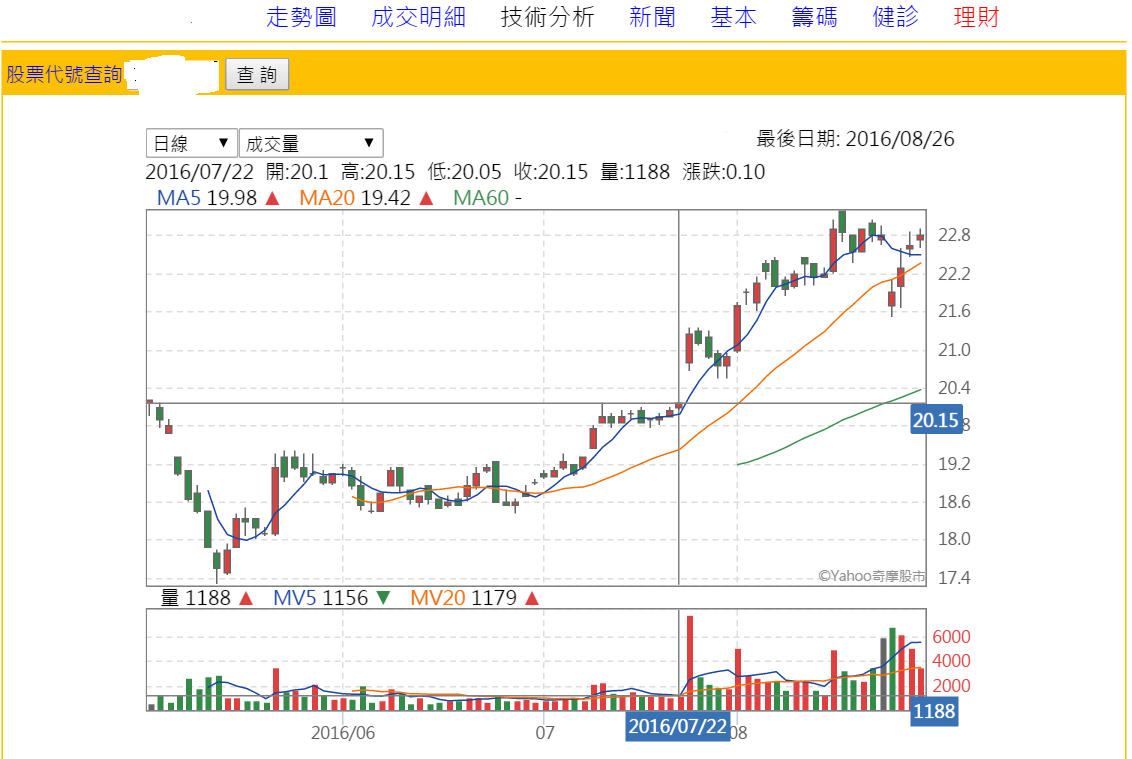 走勢圖 成交明細 技術分析 新聞 基本 籌碼 健診 理財
股票代號查詢 查 詢
日線 ▼ 成交量 ▼ 最後日期: 2016/08/26
2016/07/22 開:20.1 高:20.15 低:20.05 收:20.15 量:1188 漲跌:0.10
MA5 19.98 ▲ MA20 19.42 ▲ MA60 -
22.8
22.2
21.6
21.0
20.4
20.15
19.2
18.6
18.0
17.4
©Yahoo奇摩股市
量 1188 ▲ MV5 1156 ▼ MV20 1179 ▲
6000
4000
2000
1188
2016/06 07 2016/07/22 08